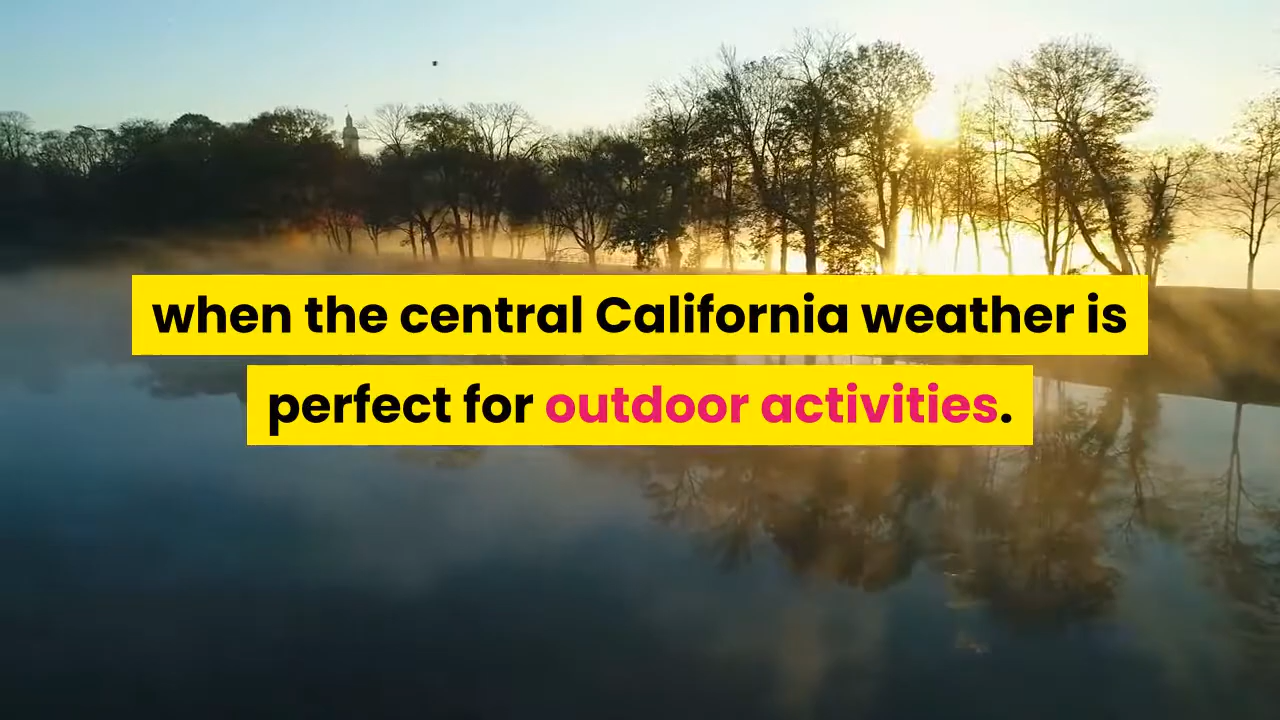 when the central California weather is
perfect for outdoor activities.